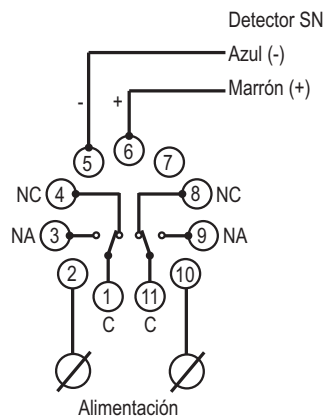 Detector SN
Azul (-)
Marrón (+)
- +
5 6 7
NC 4 8 NC
NA 3 9 NA
2 1 11 10
C C
Alimentación